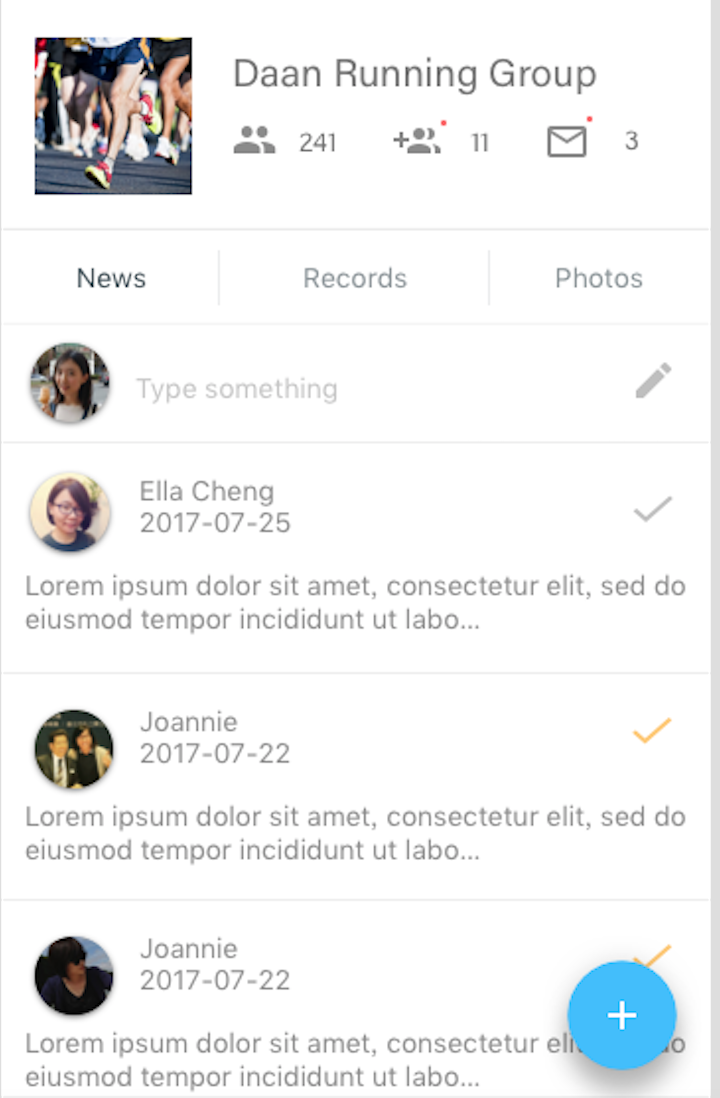 Daan Running Group
241 11 3
News Records Photos
Type something
Ella Cheng
2017-07-25
Lorem ipsum dolor sit amet, consectetur elit, sed do
eiusmod tempor incididunt ut labo...
Joannie
2017-07-22
Lorem ipsum dolor sit amet, consectetur elit, sed do
eiusmod tempor incididunt ut labo...
Joannie
2017-07-22
Lorem ipsum dolor sit amet, consectetur
eiusmod tempor incididunt ut labo...